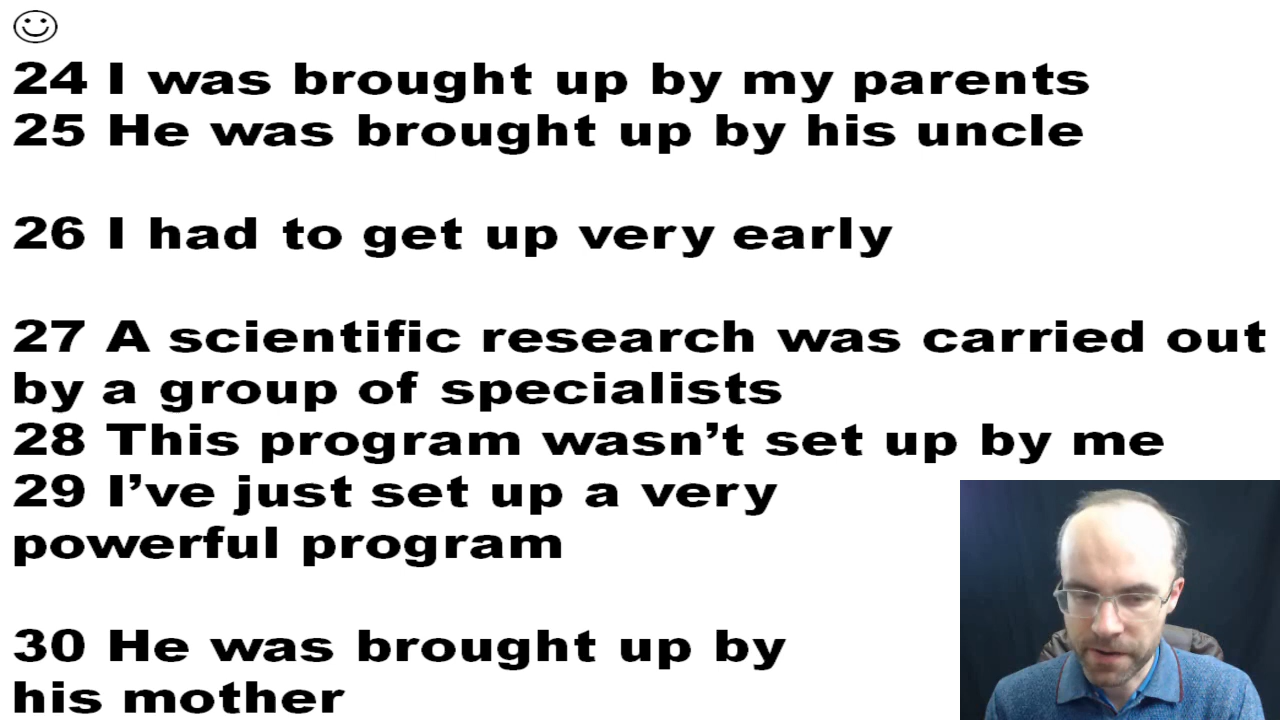 24 I was brought up by my parents
25 He was brought up by his uncle
26 I had to get up very early
27 A scientific research was carried out
by a group of specialists
28 This program wasn’t set up by me
29 I’ve just set up a very
powerful program
30 He was brought up by
his mother